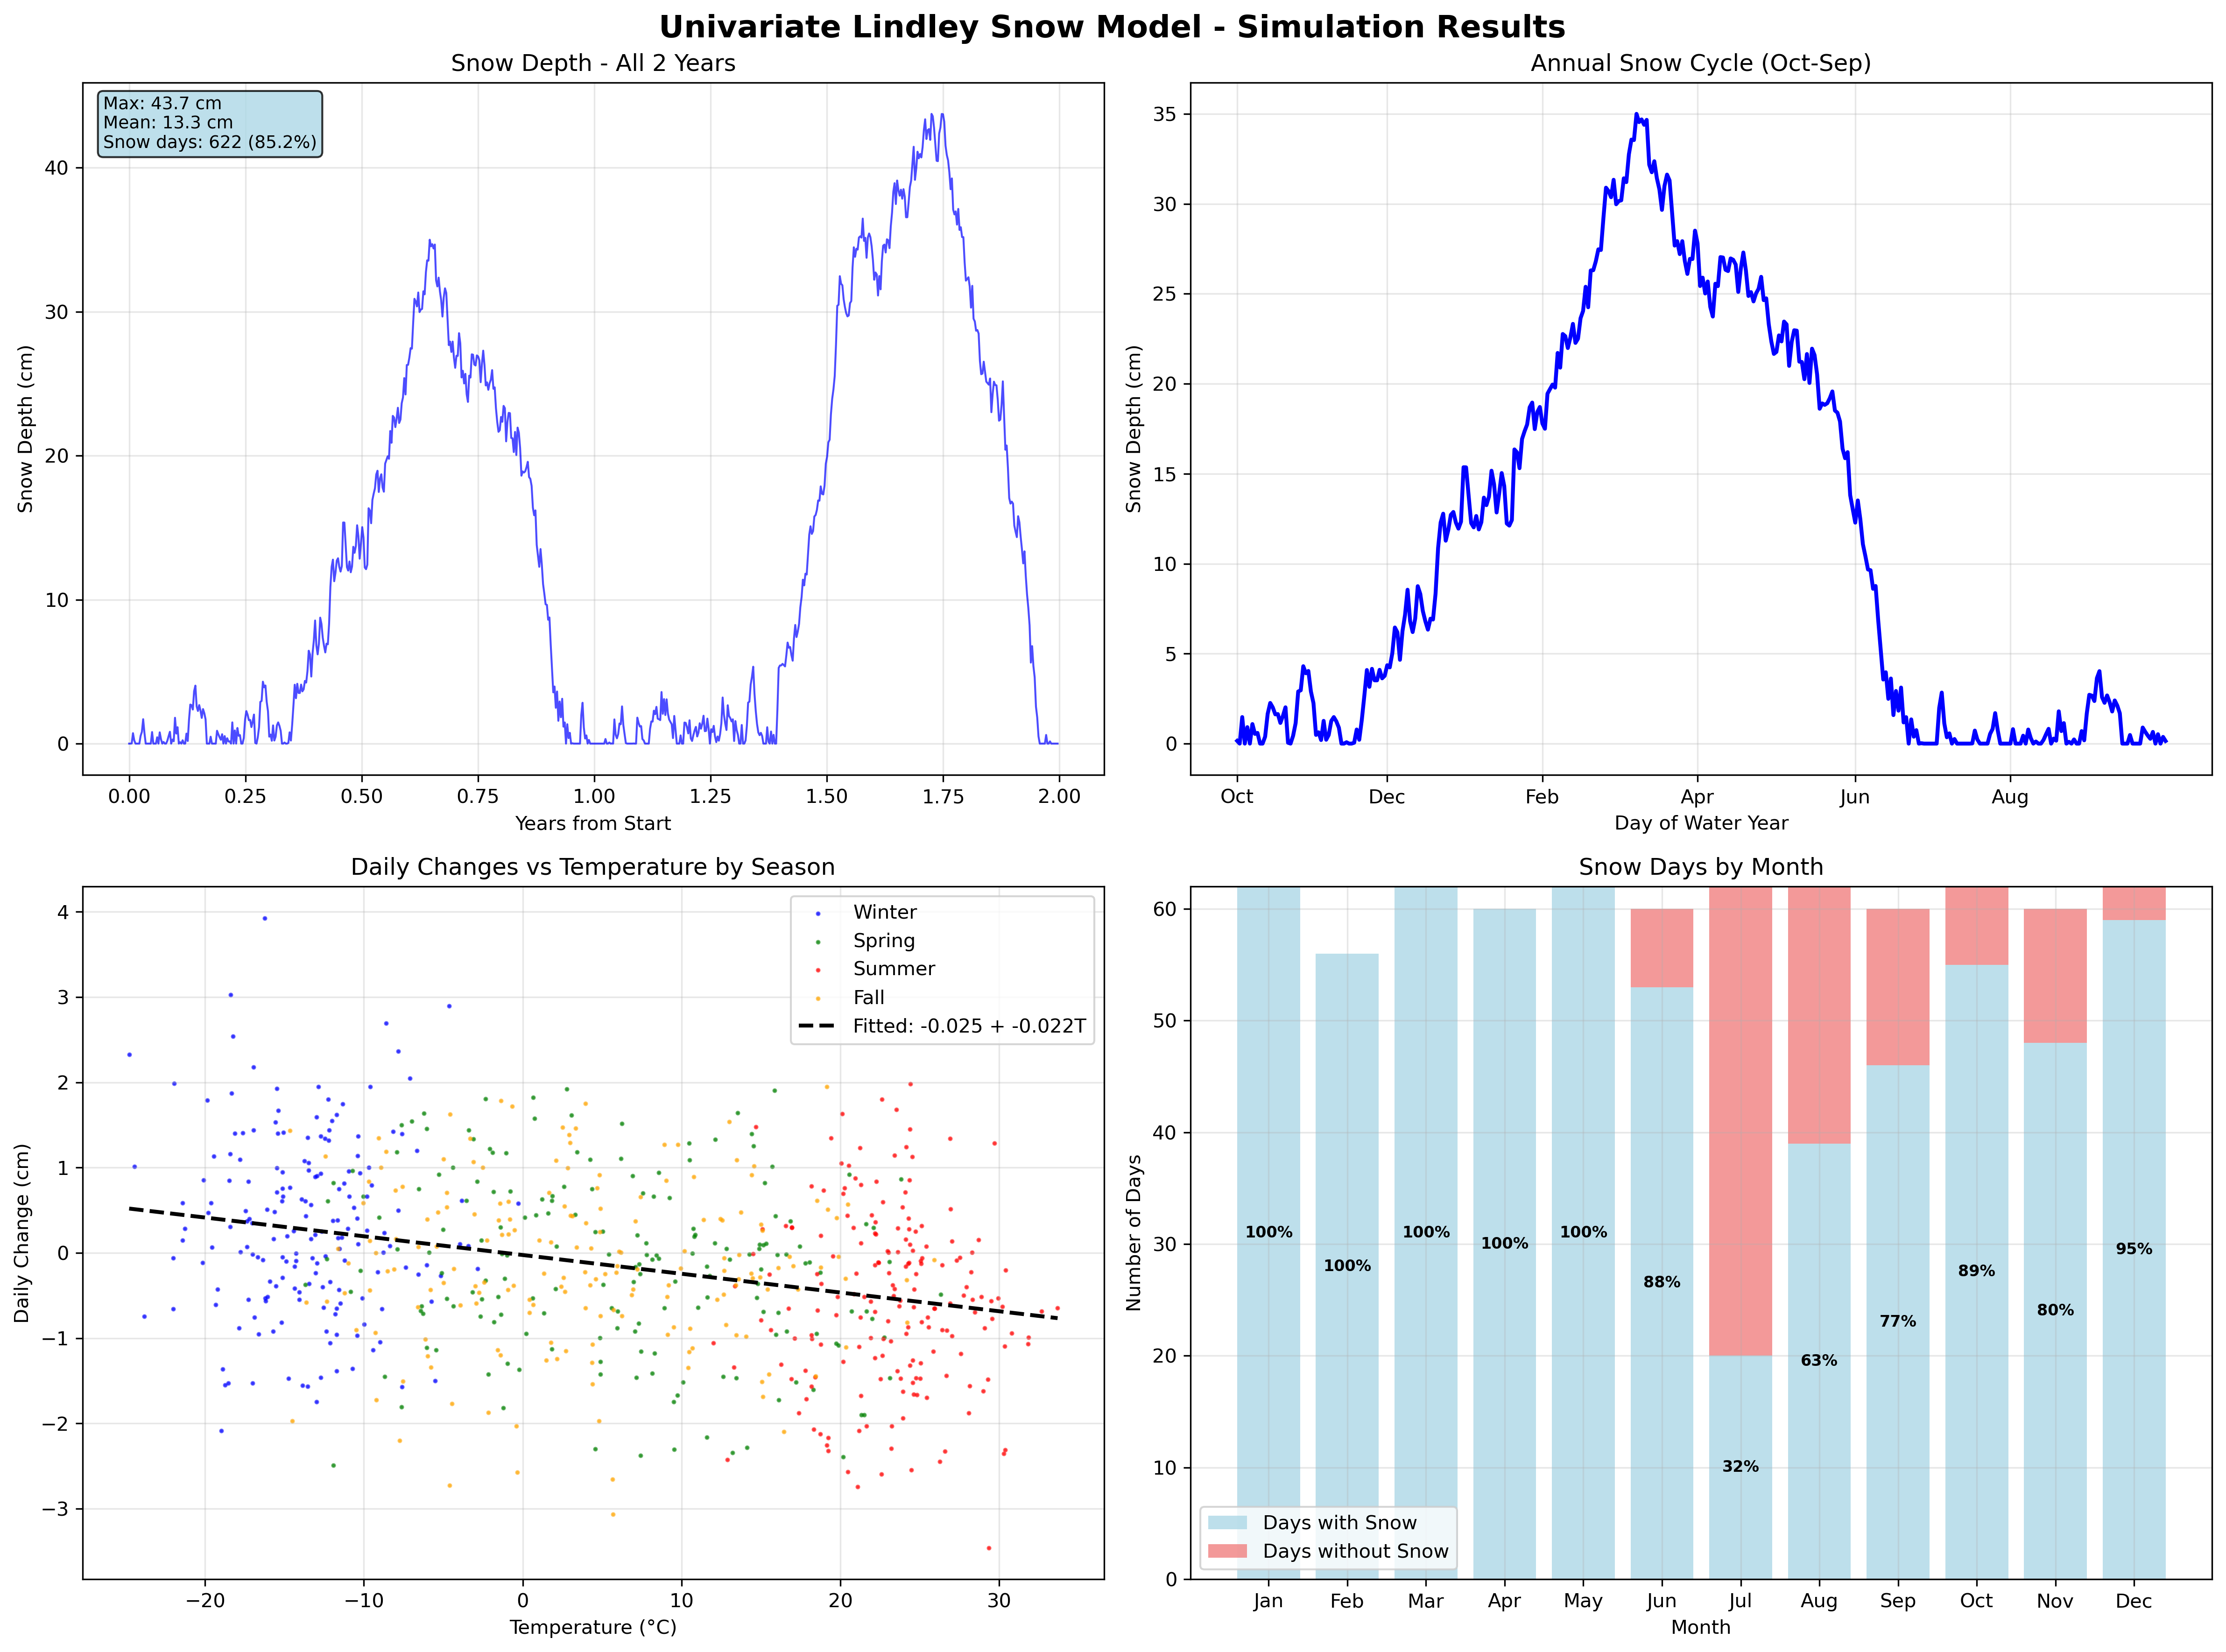 Univariate Lindley Snow Model - Simulation Results
Snow Depth - All 2 Years
Max: 43.7 cm
Mean: 13.3 cm
Snow days: 622 (85.2%)
Snow Depth (cm)
40
30
20
10
0
0.00 0.25 0.50 0.75 1.00 1.25 1.50 1.75 2.00
Years from Start
Annual Snow Cycle (Oct-Sep)
Snow Depth (cm)
35
30
25
20
15
10
5
0
Oct Dec Feb Apr Jun Aug
Day of Water Year
Daily Changes vs Temperature by Season
Winter
Spring
Summer
Fall
Fitted: -0.025 + -0.022T
Daily Change (cm)
4
3
2
1
0
−1
−2
−3
−20 −10 0 10 20 30
Temperature (°C)
Snow Days by Month
Number of Days
60
50
40
30
20
10
0
100% 100% 100% 100% 100% 88% 32% 63% 77% 89% 80% 95%
Days with Snow
Days without Snow
Jan Feb Mar Apr May Jun Jul Aug Sep Oct Nov Dec
Month